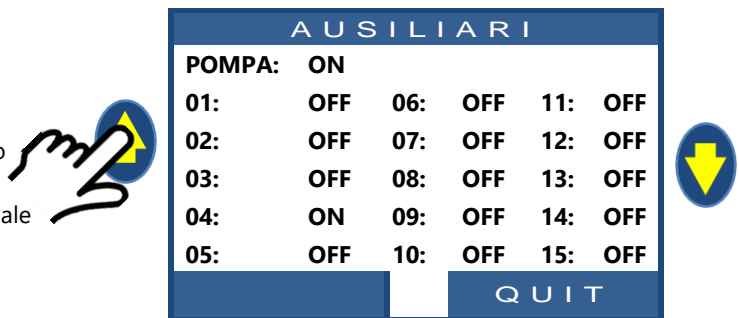 AUSILIARI
POMPA: ON
01: OFF 06: OFF 11: OFF
02: OFF 07: OFF 12: OFF
03: OFF 08: OFF 13: OFF
04: ON 09: OFF 14: OFF
05: OFF 10: OFF 15: OFF
QUIT